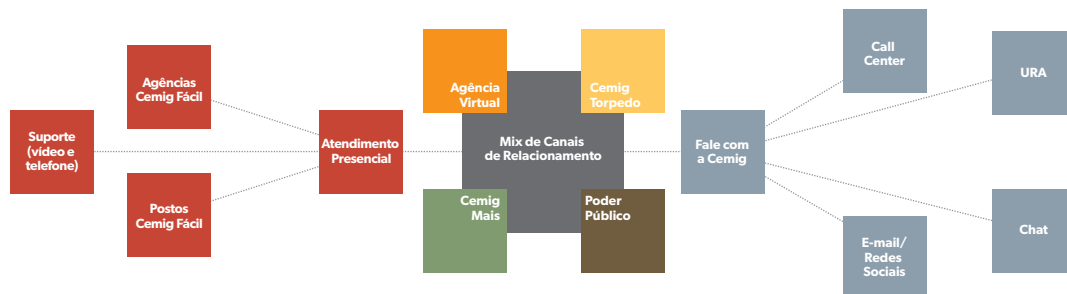 Suporte
(vídeo e
telefone)
Agências
Cemig Fácil
Postos
Cemig Fácil
Atendimento
Presencial
Agência
Virtual
Cemig
Torpedo
Mix de Canais
de Relacionamento
Cemig
Mais
Poder
Público
Fale com
a Cemig
Call
Center
URA
E-mail/
Redes
Sociais
Chat